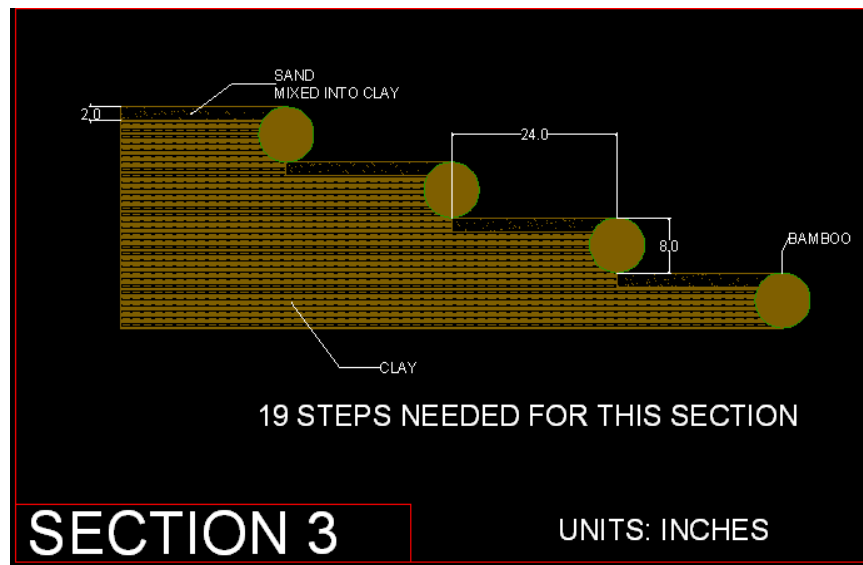 SAND
MIXED INTO CLAY
2.0
24.0
8.0
BAMBOO
CLAY
19 STEPS NEEDED FOR THIS SECTION
SECTION 3
UNITS: INCHES